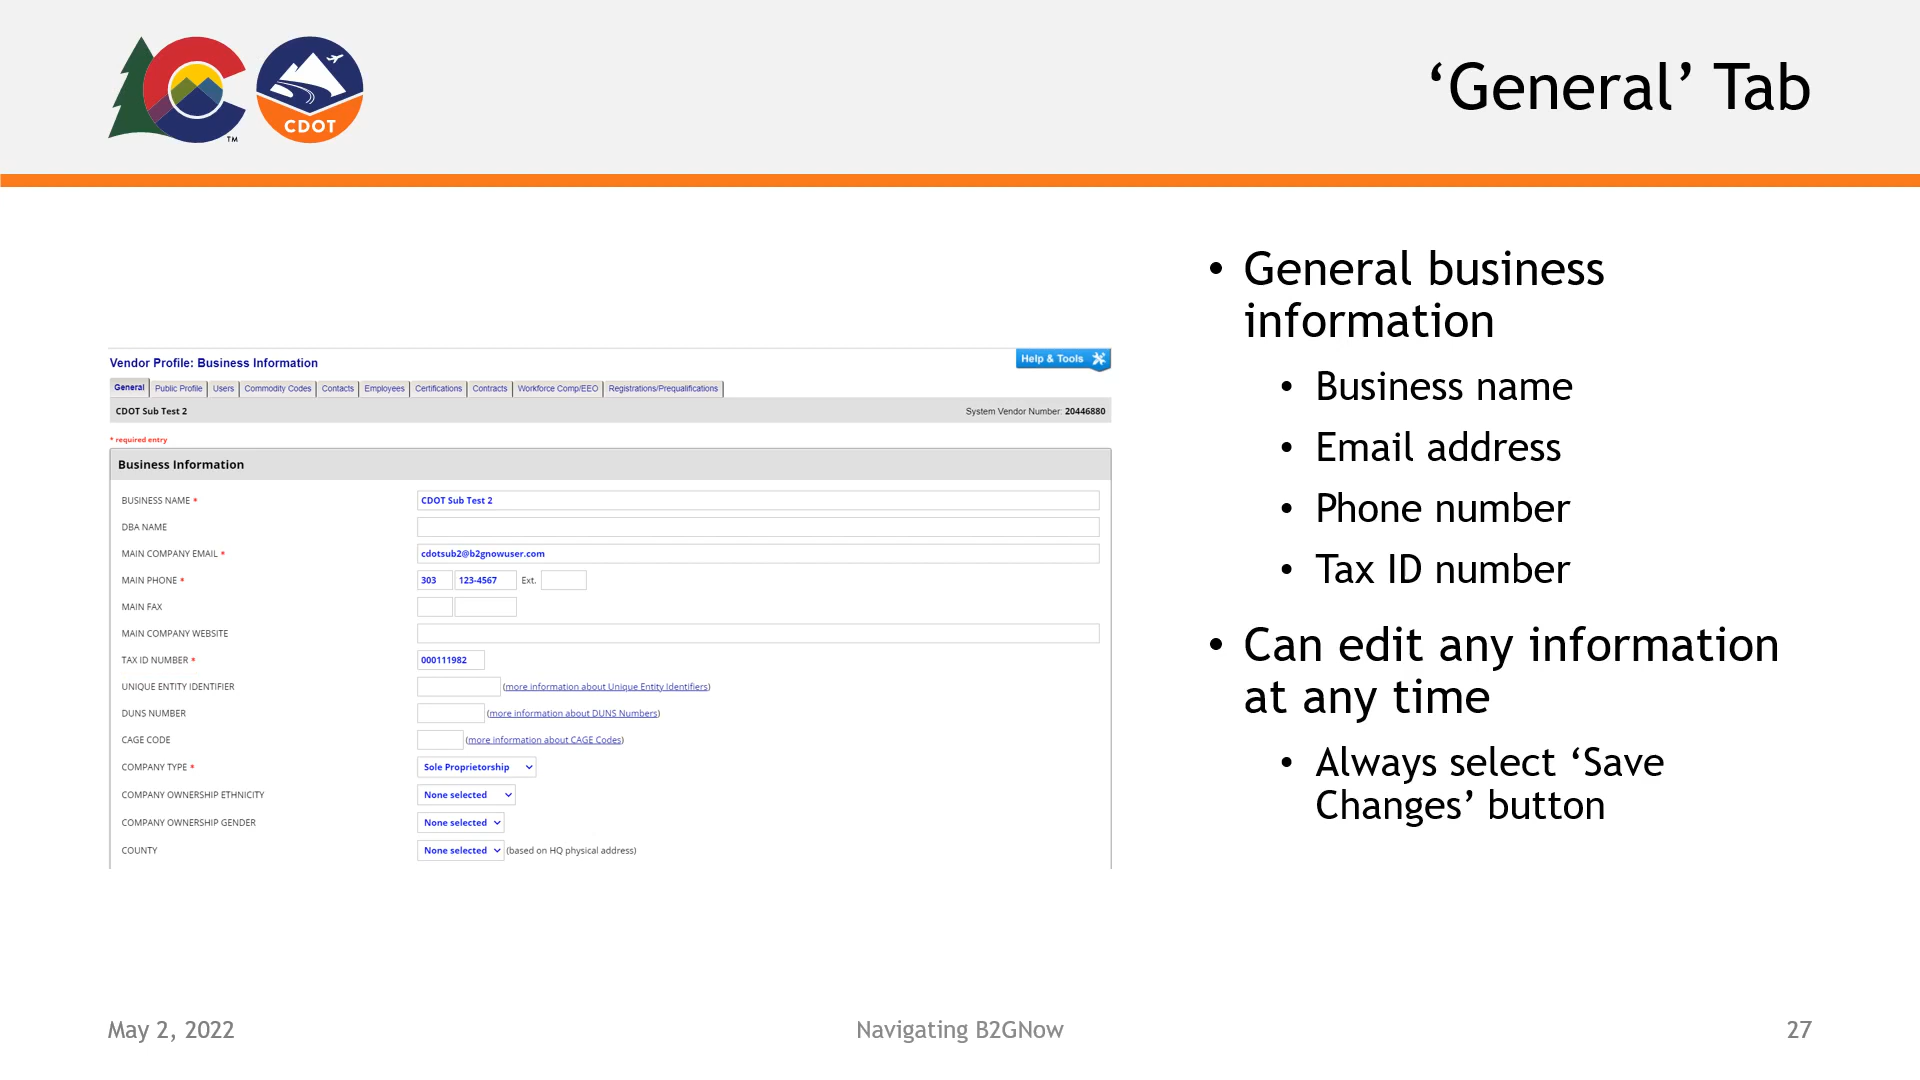 TM
CDOT
‘General’ Tab
Vendor Profile: Business Information
Help & Tools
General Public Profile Users Commodity Codes Contacts Employees Certifications Contracts Workforce Comp/EEO Registrations/Prequalifications
CDOT Sub Test 2 System Vendor Number: 20446880
* required entry
Business Information
BUSINESS NAME * CDOT Sub Test 2
DBA NAME
MAIN COMPANY EMAIL * cdotsub2@b2gnowuser.com
MAIN PHONE * 303 123-4567 Ext.
MAIN FAX
MAIN COMPANY WEBSITE
TAX ID NUMBER * 000111982
UNIQUE ENTITY IDENTIFIER (more information about Unique Entity Identifiers)
DUNS NUMBER (more information about DUNS Numbers)
CAGE CODE (more information about CAGE Codes)
COMPANY TYPE * Sole Proprietorship
COMPANY OWNERSHIP ETHNICITY None selected
COMPANY OWNERSHIP GENDER None selected
COUNTY None selected (based on HQ physical address)
• General business
information
• Business name
• Email address
• Phone number
• Tax ID number
• Can edit any information
at any time
• Always select ‘Save
Changes’ button
May 2, 2022
Navigating B2GNow
27